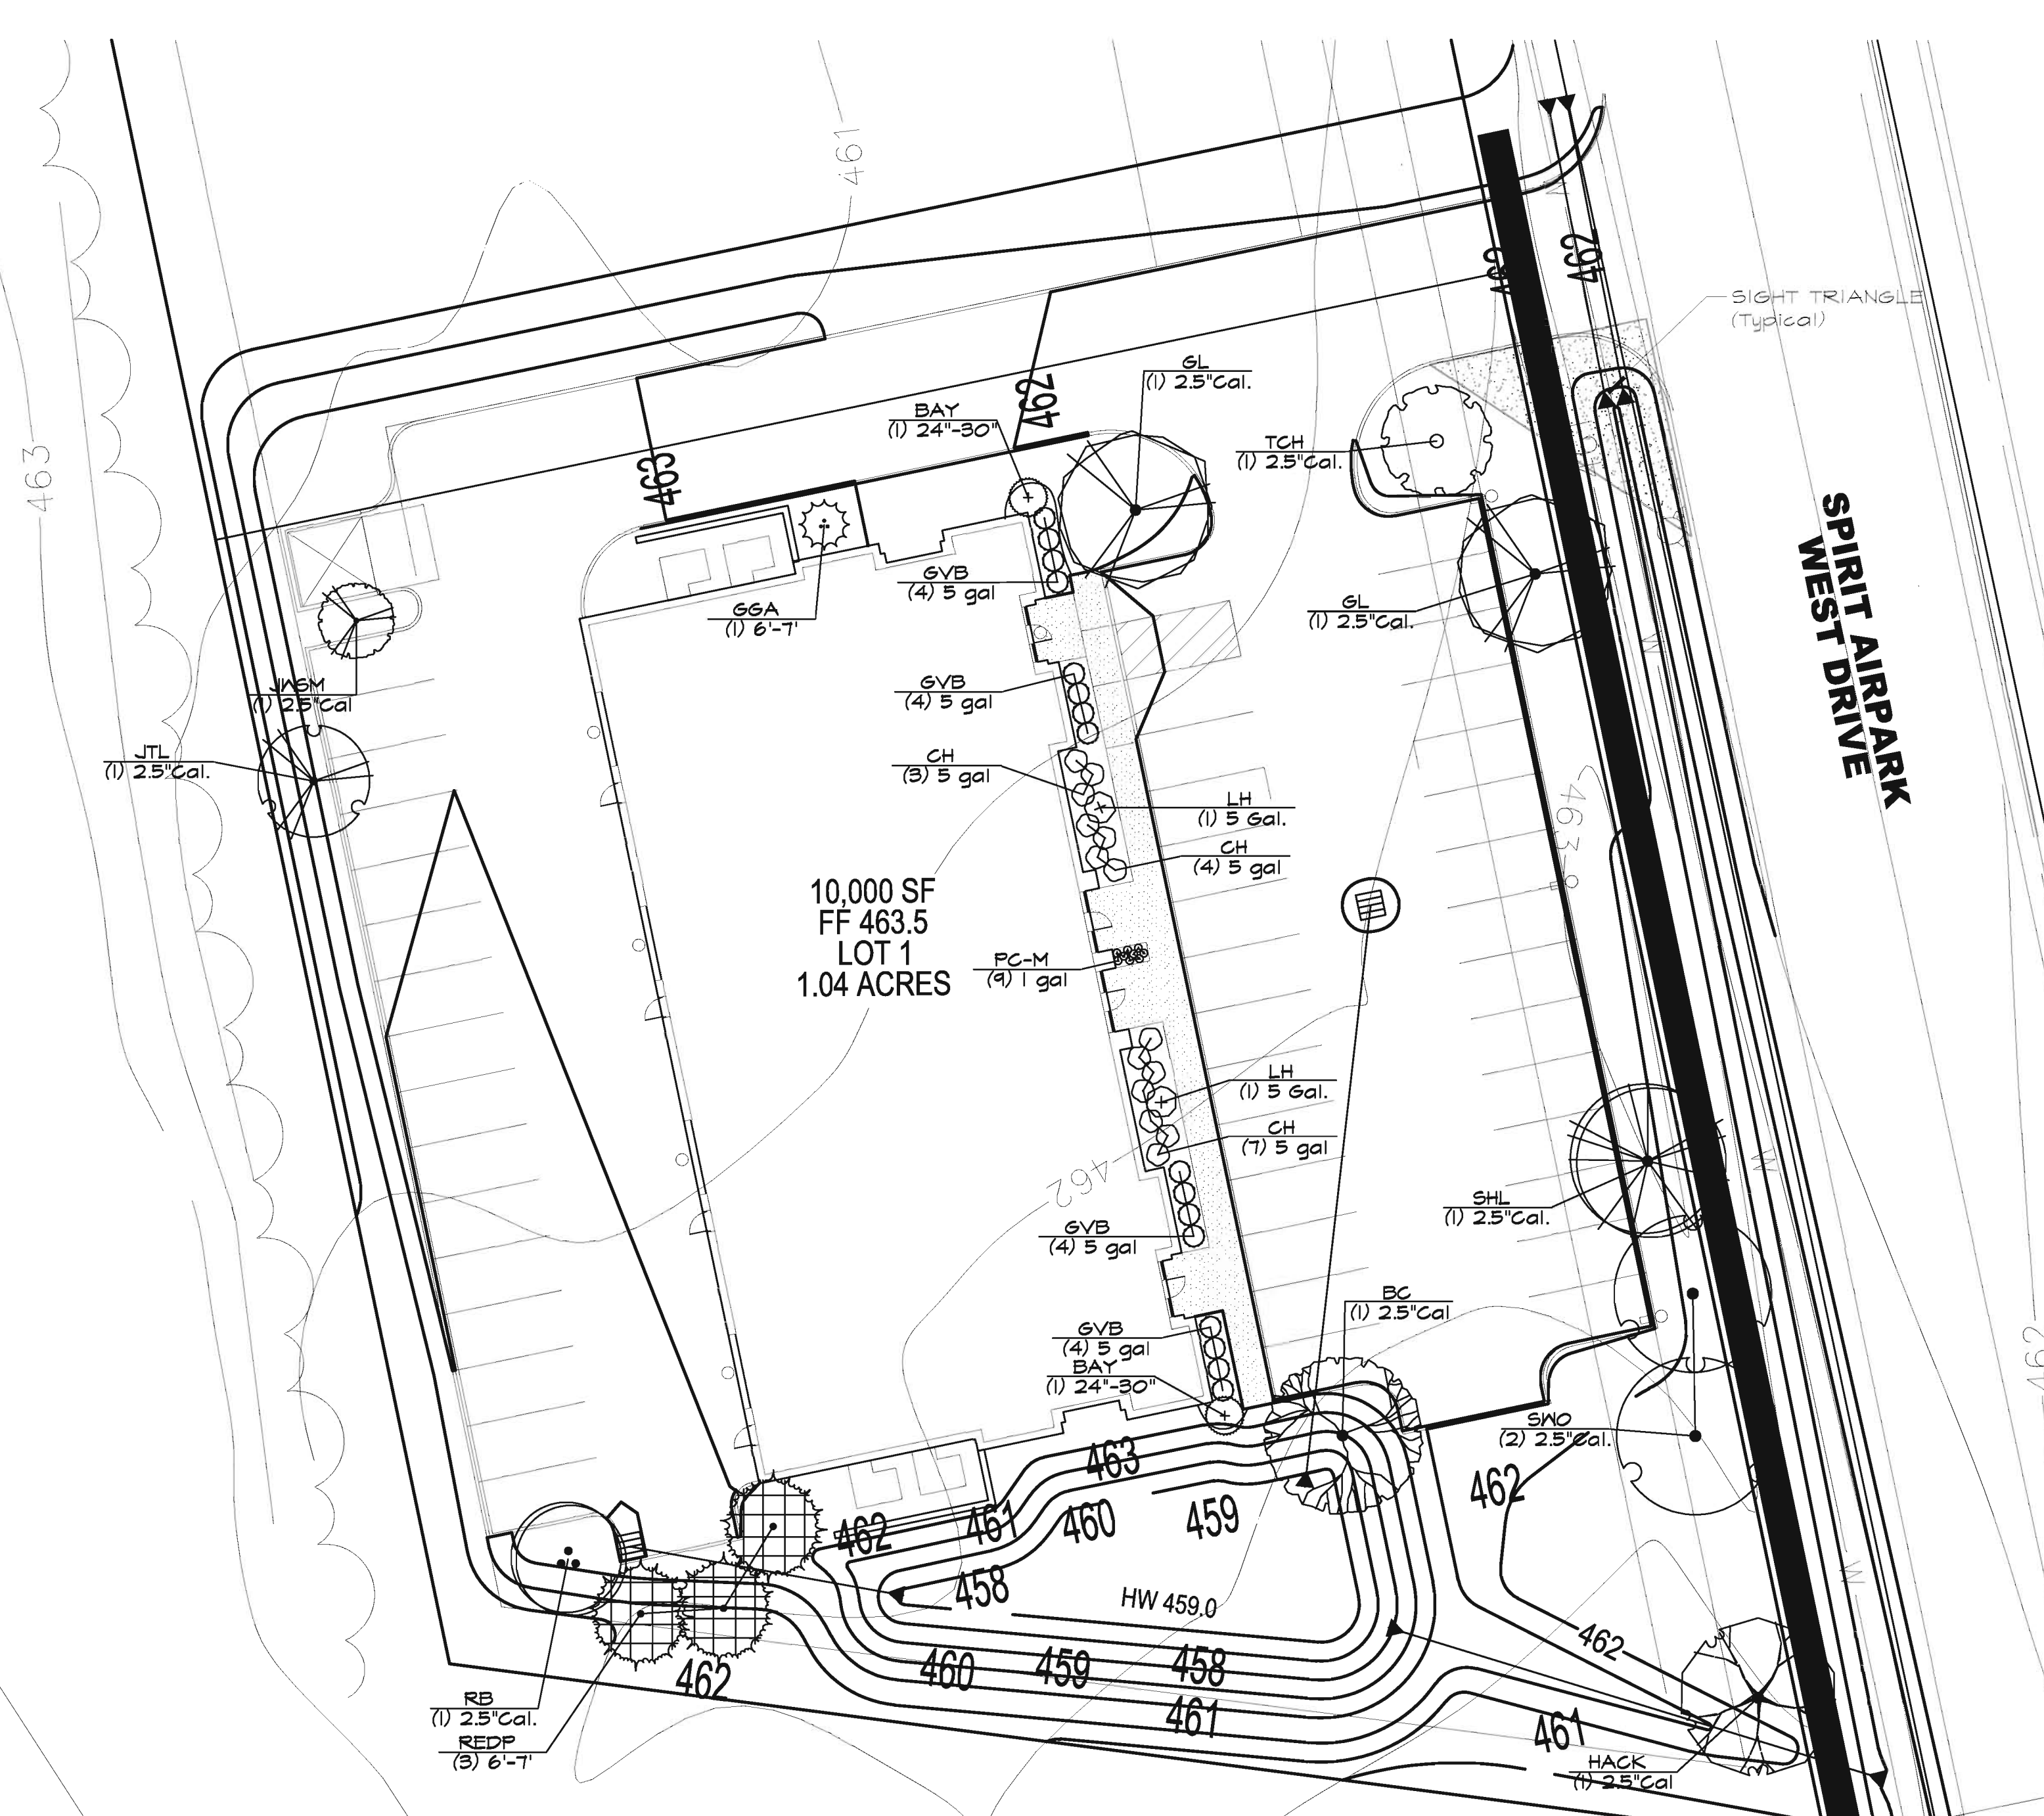 461
462
462
SIGHT TRIANGLE
(Typical)
GL
(1) 2.5"Cal.
462
BAY
(1) 24"-30"
TCH
(1) 2.5"Cal.
463
463
SPIRIT AIRPARK
WEST DRIVE
GVB
(4) 5 gal
GGA
(1) 6'-7'
GL
(1) 2.5"Cal.
JWSM
(1) 2.5"Cal
GVB
(4) 5 gal
JTL
(1) 2.5"Cal.
CH
(3) 5 gal
LH
(1) 5 Gal.
463
CH
(4) 5 gal
10,000 SF
FF 463.5
LOT 1
1.04 ACRES
PC-M
(9) 1 gal
LH
(1) 5 Gal.
CH
(7) 5 gal
462
SHL
(1) 2.5"Cal.
GVB
(4) 5 gal
BC
(1) 2.5"Cal
GVB
(4) 5 gal
BAY
(1) 24"-30"
462
SWO
(2) 2.5"Cal.
463
462
462
461
460
459
458
HW 459.0
462
460
459
458
462
461
461
RB
(1) 2.5"Cal.
REDP
(3) 6'-7'
HACK
(1) 2.5"Cal
W
W
W
W